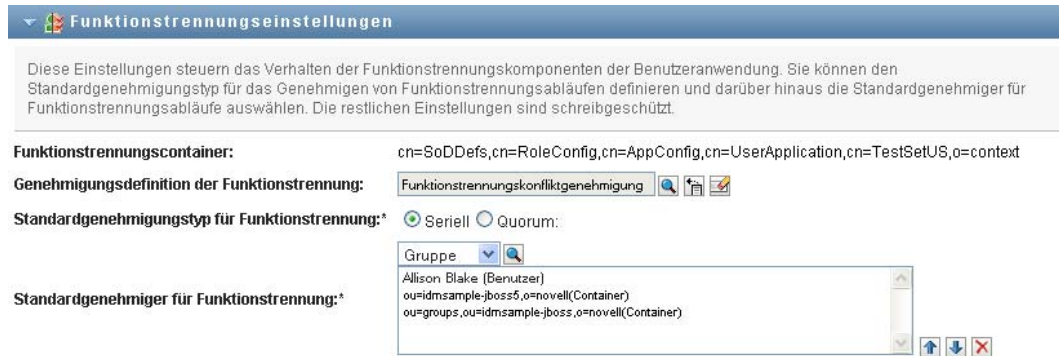 Funktionstrennungseinstellungen
Diese Einstellungen steuern das Verhalten der Funktionstrennungskomponenten der Benutzeranwendung. Sie können den
Standardgenehmigungstyp für das Genehmigen von Funktionstrennungsabläufen definieren und darüber hinaus die Standardgenehmiger für
Funktionstrennungsabläufe auswählen. Die restlichen Einstellungen sind schreibgeschützt.
Funktionstrennungscontainer: cn=SoDDefs,cn=RoleConfig,cn=AppConfig,cn=UserApplication,cn=TestSetUS,o=context
Genehmigungsdefinition der Funktionstrennung: Funktionstrennungskonfliktgenehmigung
Standardgenehmigungstyp für Funktionstrennung:* Seriell Quorum:
Gruppe
Allison Blake (Benutzer)
ou=idmsample-jboss5,o=novell(Container)
Standardgenehmiger für Funktionstrennung:*
ou=groups,ou=idmsample-jboss,o=novell(Container)